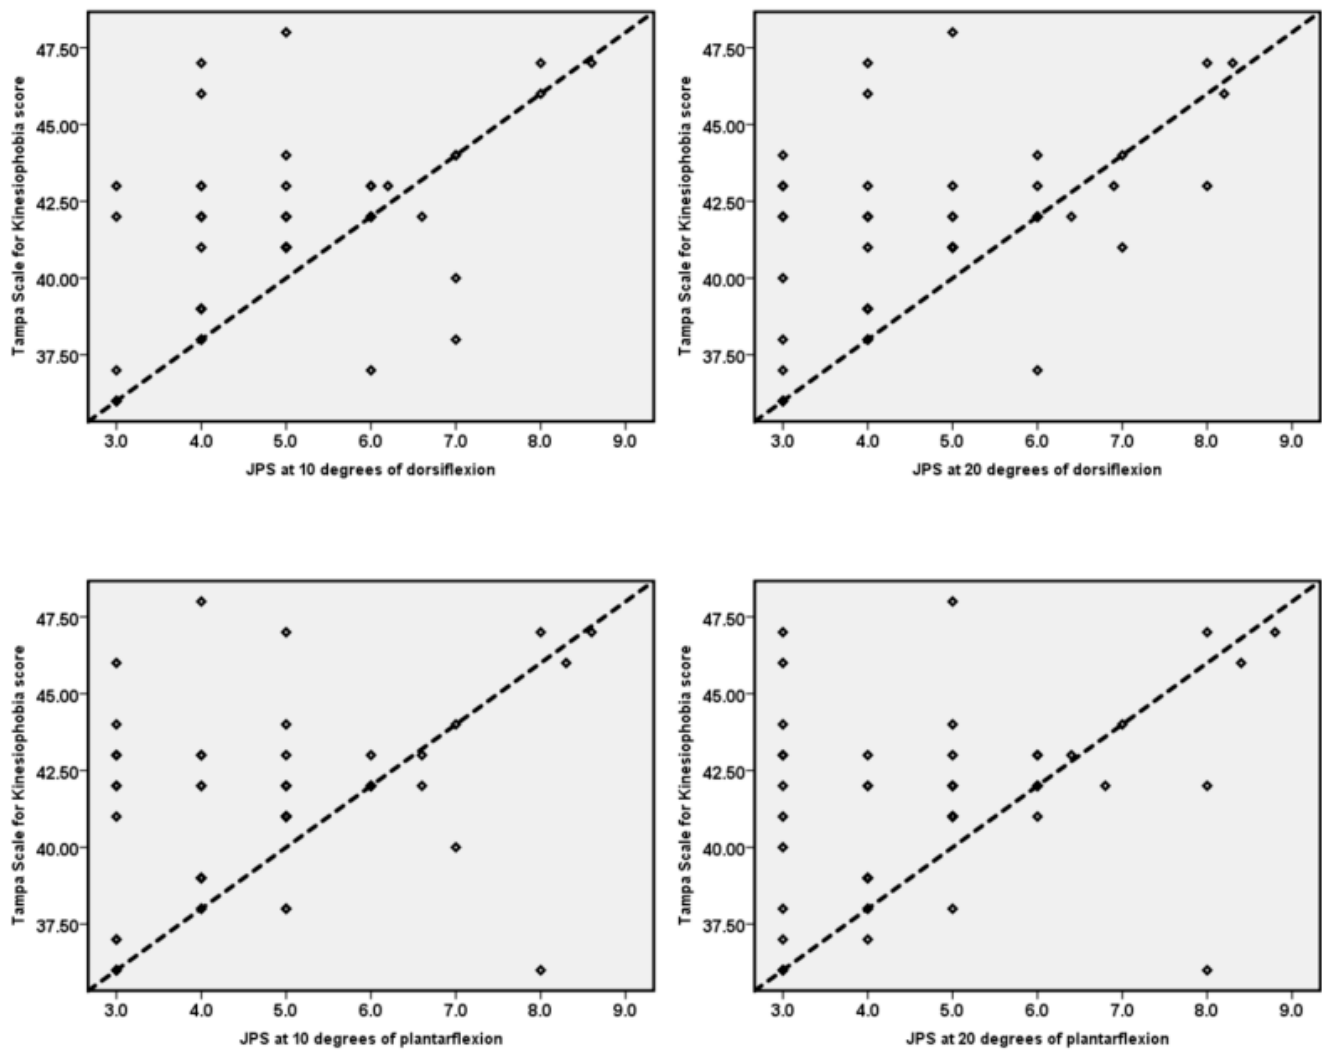 Tampa Scale for Kinesiophobia score
47.50
45.00
42.50
40.00
37.50
3.0 4.0 5.0 6.0 7.0 8.0 9.0
JPS at 10 degrees of dorsiflexion
Tampa Scale for Kinesiophobia score
47.50
45.00
42.50
40.00
37.50
3.0 4.0 5.0 6.0 7.0 8.0 9.0
JPS at 20 degrees of dorsiflexion
Tampa Scale for Kinesiophobia score
47.50
45.00
42.50
40.00
37.50
3.0 4.0 5.0 6.0 7.0 8.0 9.0
JPS at 10 degrees of plantarflexion
Tampa Scale for Kinesiophobia score
47.50
45.00
42.50
40.00
37.50
3.0 4.0 5.0 6.0 7.0 8.0 9.0
JPS at 20 degrees of plantarflexion